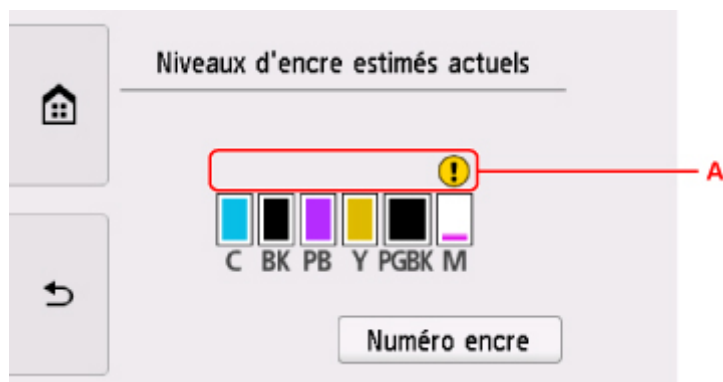 Niveaux d'encre estimés actuels
A
C BK PB Y PGBK M
Numéro encre